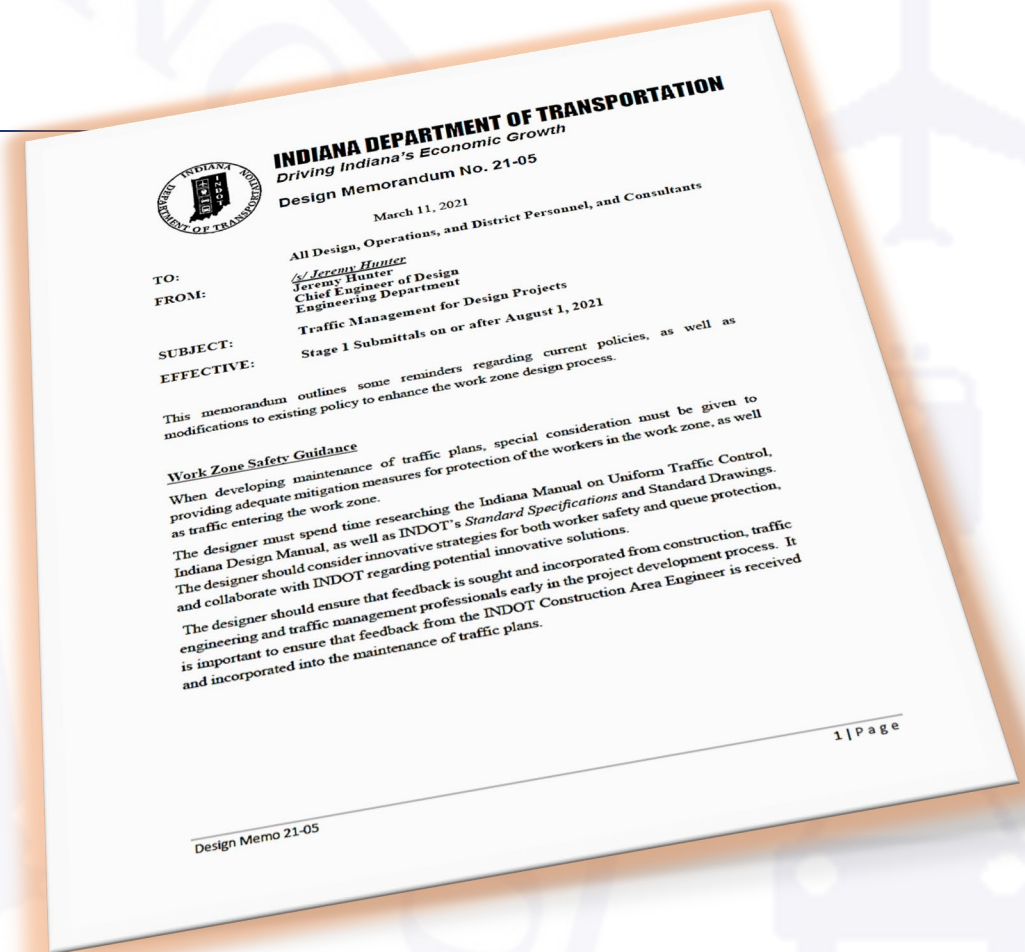 INDIANA DEPARTMENT OF TRANSPORTATION
Driving Indiana's Economic Growth
Design Memorandum No. 21-05
INDIANA
DEPARTMENT OF TRANSPORTATION
INDOT
March 11, 2021
TO: All Design, Operations, and District Personnel, and Consultants
FROM: /s/ Jeremy Hunter
Jeremy Hunter
Chief Engineer of Design
Engineering Department
SUBJECT: Traffic Management for Design Projects
EFFECTIVE: Stage 1 Submittals on or after August 1, 2021
This memorandum outlines some reminders regarding current policies, as well as
modifications to existing policy to enhance the work zone design process.
Work Zone Safety Guidance
When developing maintenance of traffic plans, special consideration must be given to
providing adequate mitigation measures for protection of the workers in the work zone, as well
as traffic entering the work zone.
The designer must spend time researching the Indiana Manual on Uniform Traffic Control,
Indiana Design Manual, as well as INDOT's Standard Specifications and Standard Drawings.
The designer should consider innovative strategies for both worker safety and queue protection,
and collaborate with INDOT regarding potential innovative solutions.
The designer should ensure that feedback is sought and incorporated from construction, traffic
engineering and traffic management professionals early in the project development process. It
is important to ensure that feedback from the INDOT Construction Area Engineer is received
and incorporated into the maintenance of traffic plans.
1 | P a g e
Design Memo 21-05